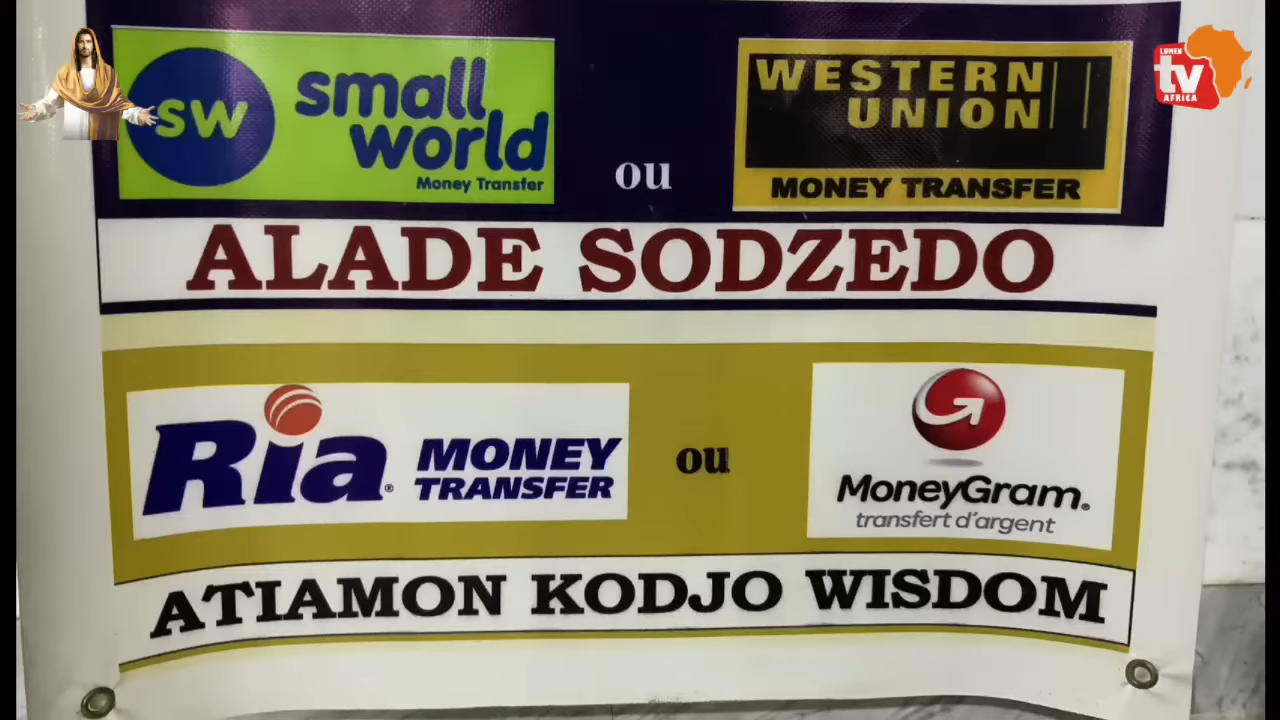 SW
small
world
Money Transfer
ou
WESTERN
UNION
MONEY TRANSFER
LUMEN
tv
AFRICA
ALADE SODZEDO
Ria®
MONEY
TRANSFER
ou
MoneyGram®
transfert d'argent
ATIAMON KODJO WISDOM